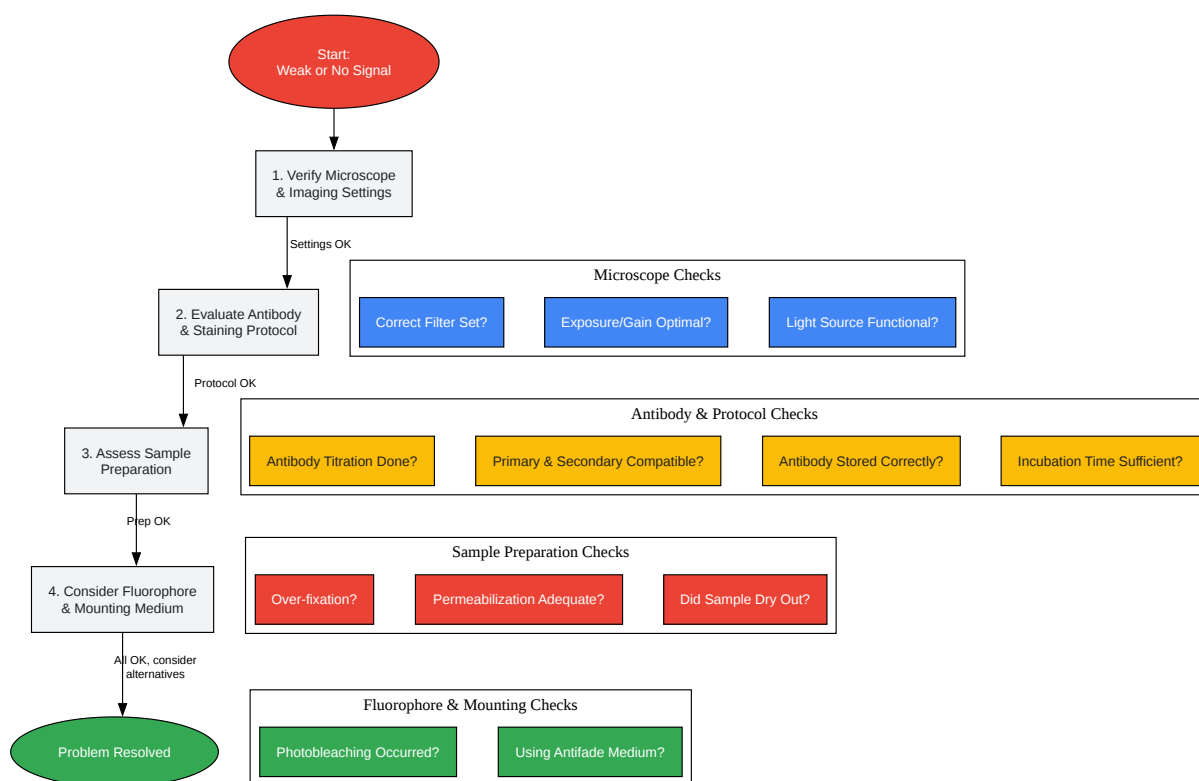 Start:
Weak or No Signal
1. Verify Microscope
& Imaging Settings
Settings OK
Microscope Checks
Correct Filter Set?
Exposure/Gain Optimal?
Light Source Functional?
2. Evaluate Antibody
& Staining Protocol
Protocol OK
Antibody & Protocol Checks
Antibody Titration Done?
Primary & Secondary Compatible?
Antibody Stored Correctly?
Incubation Time Sufficient?
3. Assess Sample
Preparation
Prep OK
Sample Preparation Checks
Over-fixation?
Permeabilization Adequate?
Did Sample Dry Out?
4. Consider Fluorophore
& Mounting Medium
All OK, consider
alternatives
Fluorophore & Mounting Checks
Photobleaching Occurred?
Using Antifade Medium?
Problem Resolved